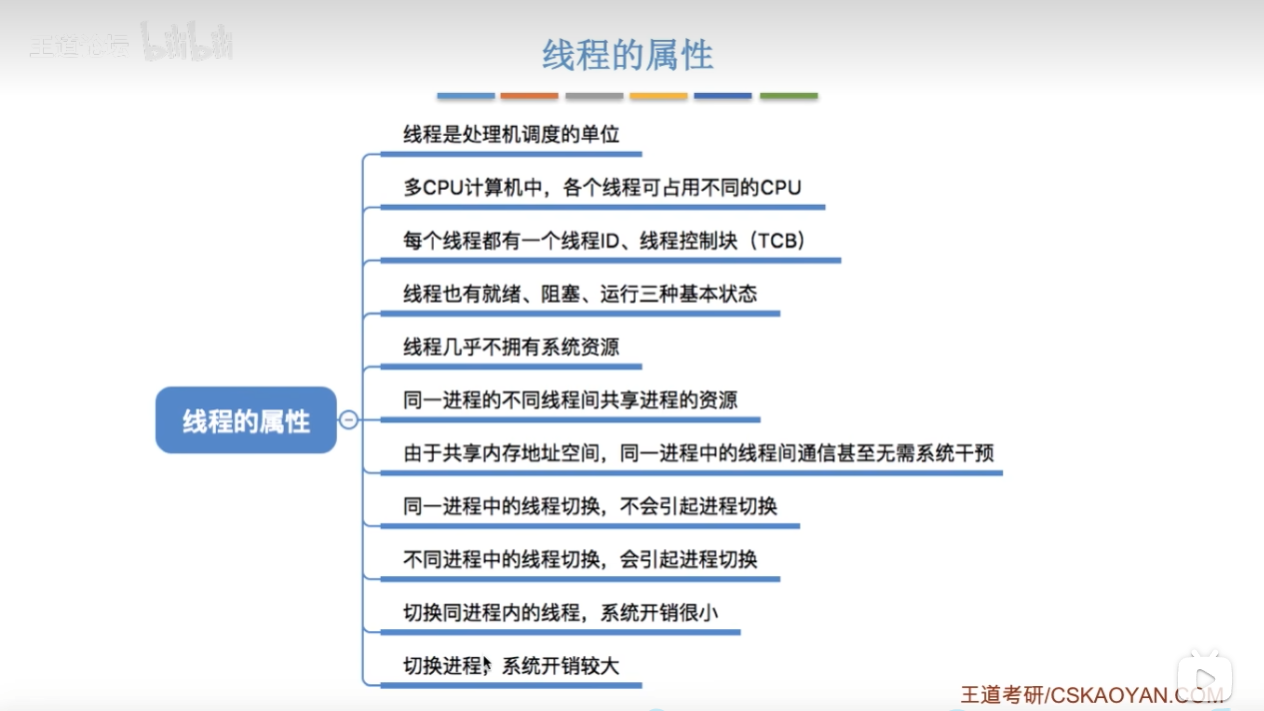 王道论坛 bilibili
线程的属性
线程是处理机调度的单位
多CPU计算机中，各个线程可占用不同的CPU
每个线程都有一个线程ID、线程控制块（TCB）
线程也有就绪、阻塞、运行三种基本状态
线程几乎不拥有系统资源
同一进程的不同线程间共享进程的资源
线程的属性
由于共享内存地址空间，同一进程中的线程间通信甚至无需系统干预
同一进程中的线程切换，不会引起进程切换
不同进程中的线程切换，会引起进程切换
切换同进程内的线程，系统开销很小
切换进程，系统开销较大
王道考研/CSKAOYAN.COM